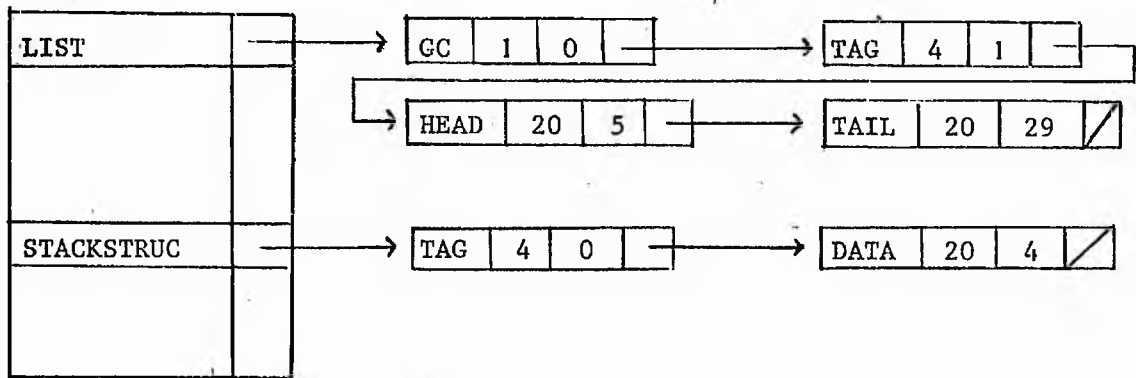 LIST GC 1 0 TAG 4 1
HEAD 20 5 TAIL 20 29
STACKSTRUC TAG 4 0 DATA 20 4